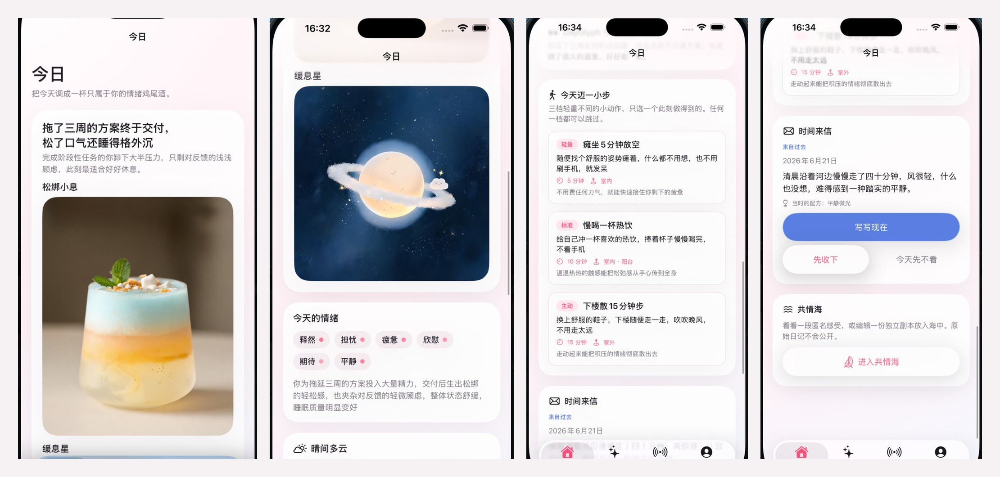 今日
今日
把今天调成一杯只属于你的情绪鸡尾酒。
拖了三周的方案终于交付，
松了口气还睡得格外沉
完成阶段性任务的你卸下大半压力，只剩对反馈的浅浅
顾虑，此刻最适合好好休息。
松绑小息
缓息星
16:32
今日
缓息星
今天的情绪
释然
担忧
疲惫
欣慰
期待
平静
你为拖延三周的方案投入大量精力，交付后生出松绑
的轻松感，也夹杂对反馈的轻微顾虑，整体状态舒缓，
睡眠质量明显变好
晴间多云
16:34
DayGlyph
今日
今天迈一小步
三档轻重不同的小动作，只选一个此刻做得到的。任何
一档都可以跳过。
轻量 瘫坐5分钟放空
随便找个舒服的姿势瘫着，什么都不用想，也不用
刷手机，就发呆
5 分钟 室内
不用费任何力气，就能快速接住你剩下的疲惫
标准 慢喝一杯热饮
给自己冲一杯喜欢的热饮，捧着杯子慢慢喝完，
不看手机
10 分钟 室内 · 阳台
温温热热的触感能把松弛感从手心传到全身
主动 下楼散15分钟步
换上舒服的鞋子，下楼随便走一走，吹吹晚风，
不用走太远
15 分钟 室外
走动起来能把积压的情绪彻底散出去
时间来信
来自过去
2026年6月21日
16:34
今日
不用走太远
15 分钟 室外
走动起来能把积压的情绪彻底散出去
时间来信
来自过去
2026年6月21日
清晨沿着河边慢慢走了四十分钟，风很轻，什么
也没想，难得感到一种踏实的平静。
当时的配方：平静微光
写写现在
先收下
今天先不看
共情海
看看一段匿名感受，或编辑一份独立副本放入海中。原
始日记不会公开。
进入共情海